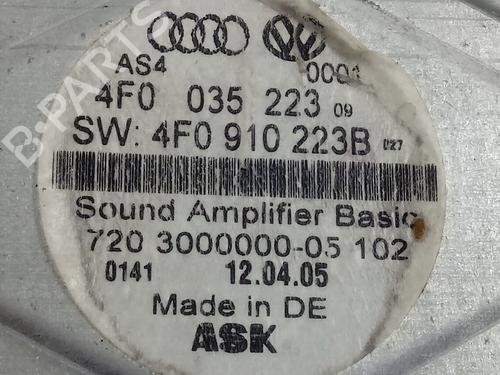 AS4 0001
4F0 035 223 09
SW: 4F0 910 223B 027
Sound Amplifier Basic
720 3000000-05 102
0141 12.04.05
Made in DE
ASK
B-PARTS